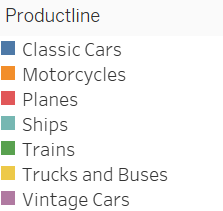 Productline
Classic Cars
Motorcycles
Planes
Ships
Trains
Trucks and Buses
Vintage Cars